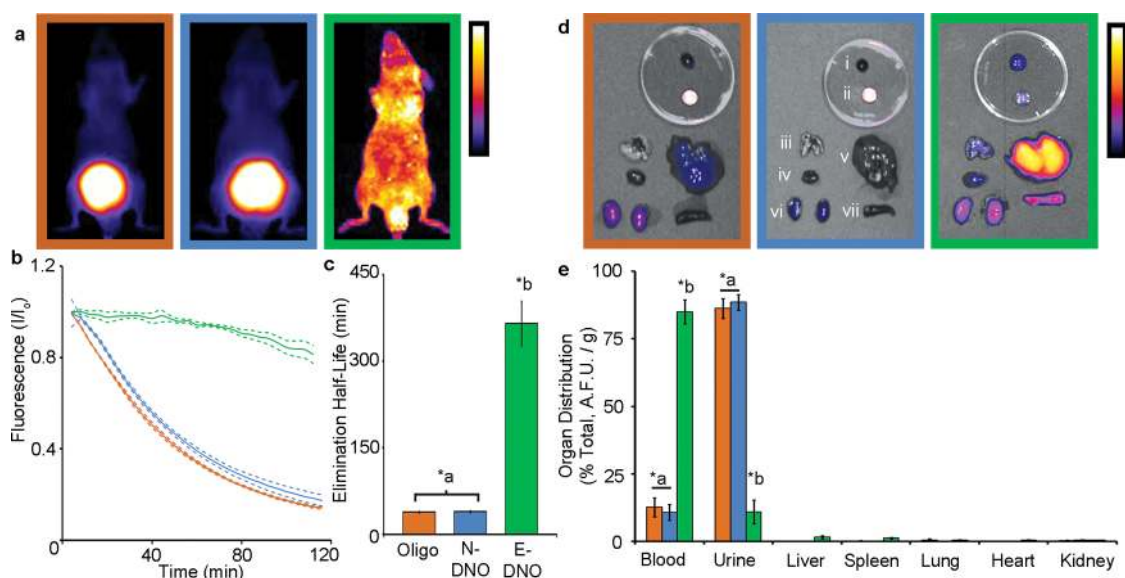 a
d
i
ii
iii
iv
v
vi
vii
b
Fluorescence (I/I₀)
1.2
0.8
0.4
40
80
120
Time (min)
c
Elimination Half-Life (min)
450
300
150
0
*a
*b
Oligo
N-DNO
E-DNO
e
Organ Distribution
(% Total, A.F.U. / g)
100
75
50
25
0
*a
*b
*a
*b
Blood
Urine
Liver
Spleen
Lung
Heart
Kidney